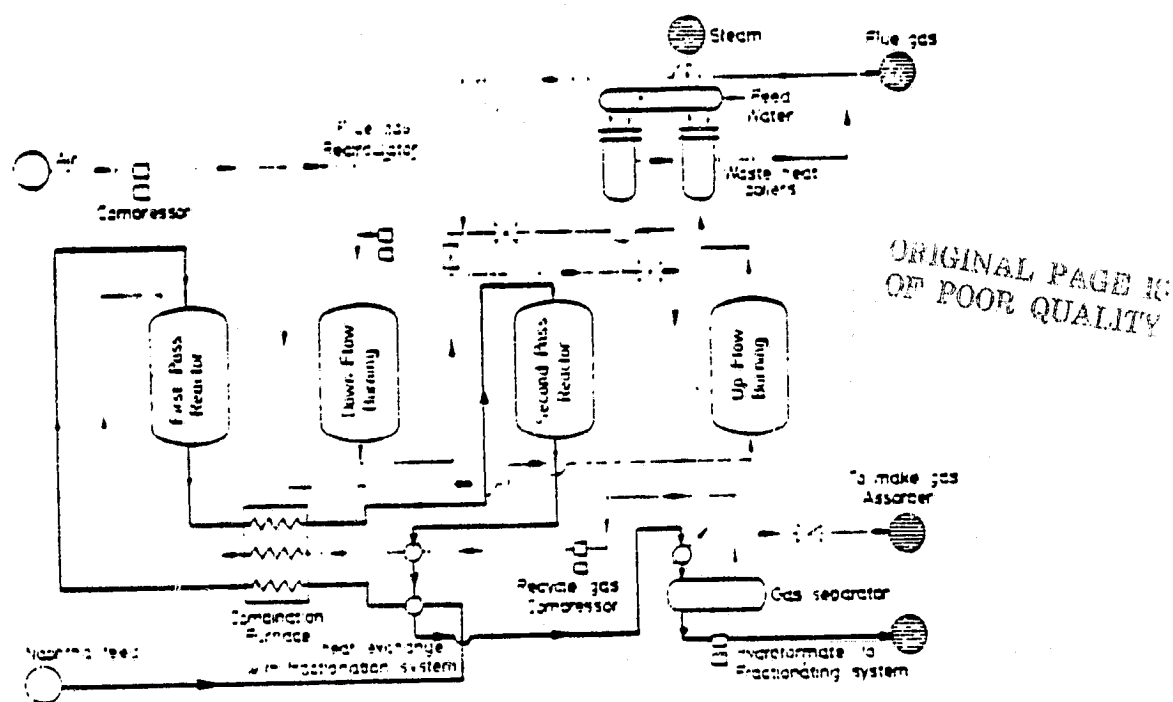 Steam
Flue gas
Feed
Water
Flue gas
Recirculator
Air
Waste heat
boilers
Compressor
ORIGINAL PAGE IS
OF POOR QUALITY
First Pass
Reactor
Down Flow
Burning
Second Pass
Reactor
Up Flow
Burning
To make gas
Absorber
Recycle gas
Compressor
Gas separator
Combination
Furnace
Naphtha feed
Heat exchange
with fractionation system
Hydroformate to
Fractionating system